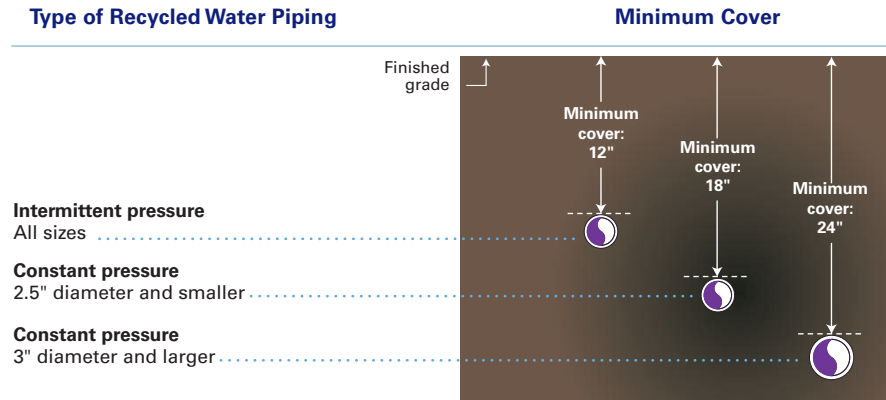 Type of Recycled Water Piping
Minimum Cover
Finished
grade
Minimum
cover:
12"
Minimum
cover:
18"
Minimum
cover:
24"
Intermittent pressure
All sizes
Constant pressure
2.5" diameter and smaller
Constant pressure
3" diameter and larger